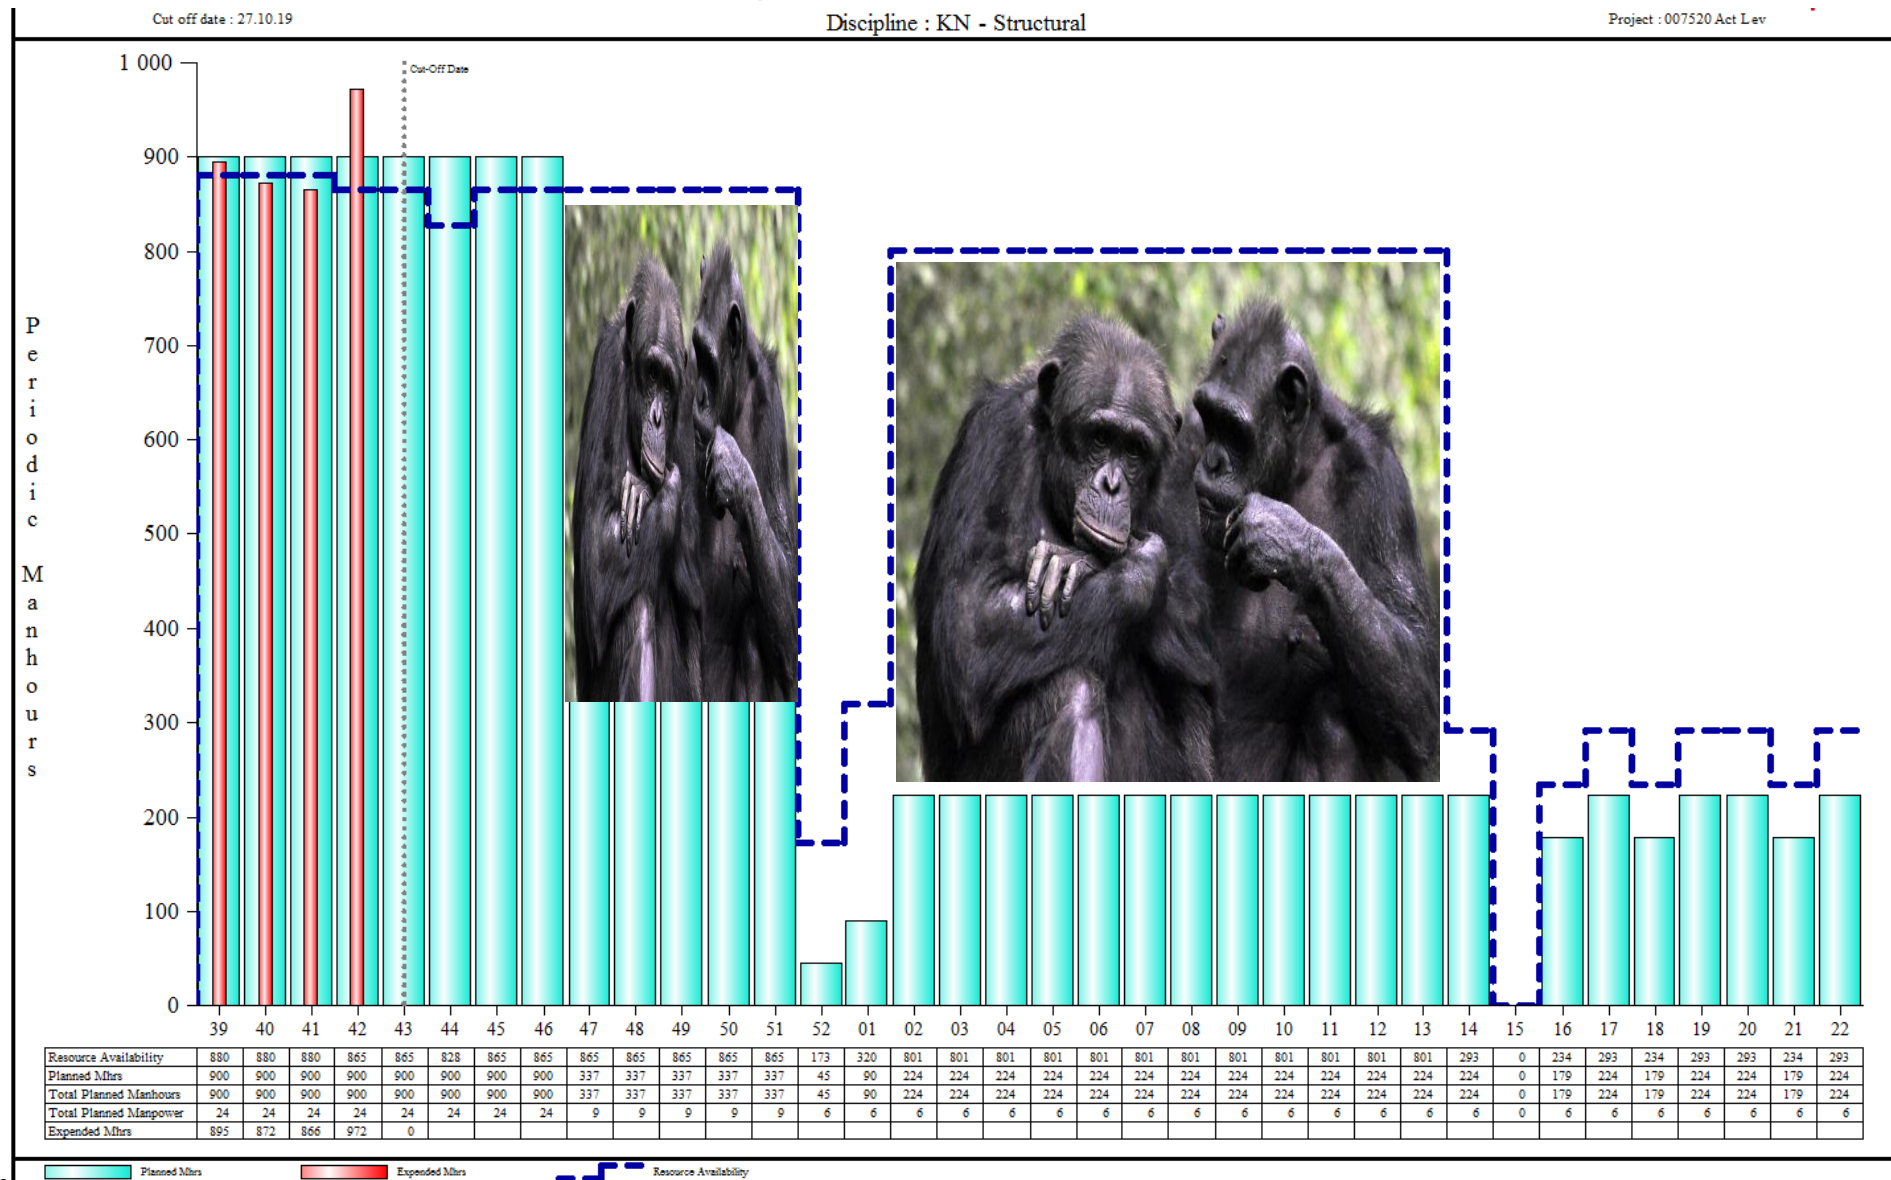 Cut off date : 27.10.19
Discipline : KN - Structural
Project : 007520 Act Lev
Periodic Manhours
1 000
900
800
700
600
500
400
300
200
100
0
Cut-Off Date
39 40 41 42 43 44 45 46 47 48 49 50 51 52 01 02 03 04 05 06 07 08 09 10 11 12 13 14 15 16 17 18 19 20 21 22
Resource Availability 880 880 880 865 865 828 865 865 865 865 865 865 865 173 320 801 801 801 801 801 801 801 801 801 801 801 801 293 0 234 293 234 293 293 234 293
Planned Mhrs 900 900 900 900 900 900 900 900 337 337 337 337 337 45 90 224 224 224 224 224 224 224 224 224 224 224 224 224 0 179 224 179 224 224 179 224
Total Planned Manhours 900 900 900 900 900 900 900 900 337 337 337 337 337 45 90 224 224 224 224 224 224 224 224 224 224 224 224 224 0 179 224 179 224 224 179 224
Total Planned Manpower 24 24 24 24 24 24 24 24 9 9 9 9 9 6 6 6 6 6 6 6 6 6 6 6 6 6 6 6 0 6 6 6 6 6 6 6
Expended Mhrs 895 872 866 972 0
Planned Mhrs
Expended Mhrs
Resource Availability